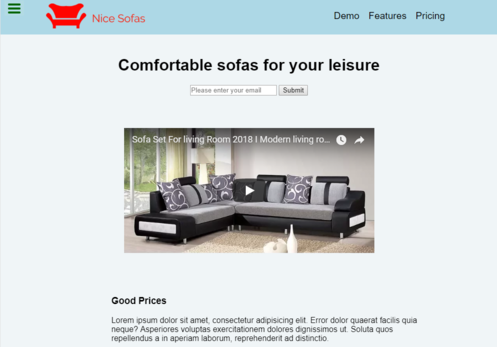 Nice Sofas
Demo Features Pricing
Comfortable sofas for your leisure
Please enter your email Submit
Sofa Set For living Room 2018 I Modern living ro...
Good Prices
Lorem ipsum dolor sit amet, consectetur adipisicing elit. Error dolor quaerat facilis quia
neque? Asperiores voluptas exercitationem dolores dignissimos ut. Soluta quos
repellendus a in aperiam laborum, reprehenderit ad distinctio.